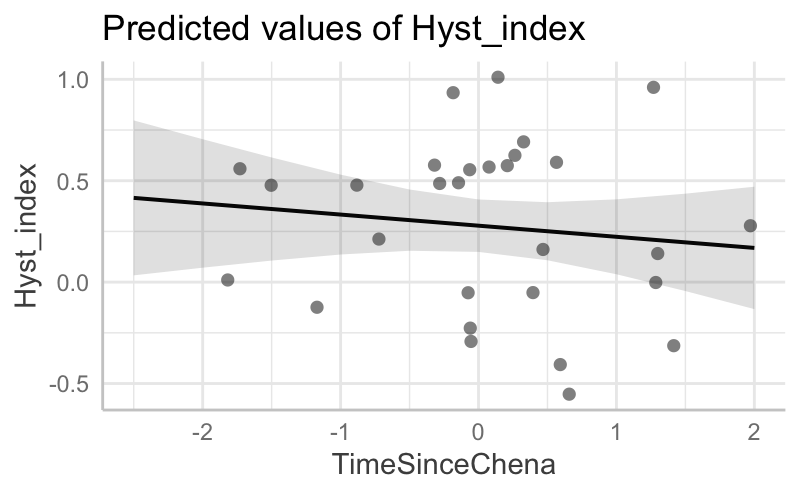 Predicted values of Hyst_index
1.0
0.5
0.0
-0.5
Hyst_index
-2 -1 0 1 2
TimeSinceChena